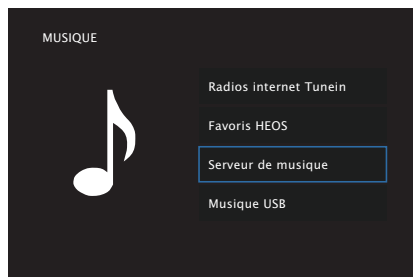 MUSIQUE
Radios internet Tunein
Favoris HEOS
Serveur de musique
Musique USB